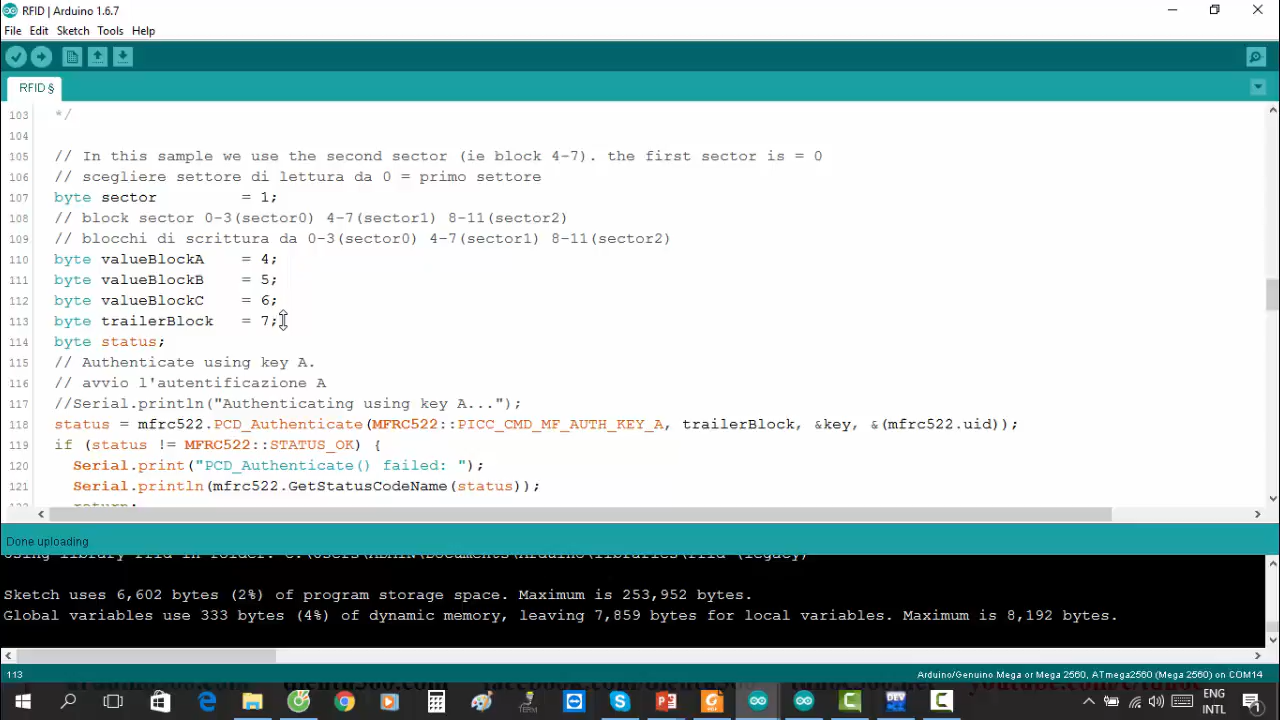 RFID | Arduino 1.6.7
File Edit Sketch Tools Help
RFID §
103 */
104
105 // In this sample we use the second sector (ie block 4-7). the first sector is = 0
106 // scegliere settore di lettura da 0 = primo settore
107 byte sector = 1;
108 // block sector 0-3(sector0) 4-7(sector1) 8-11(sector2)
109 // blocchi di scrittura da 0-3(sector0) 4-7(sector1) 8-11(sector2)
110 byte valueBlockA = 4;
111 byte valueBlockB = 5;
112 byte valueBlockC = 6;
113 byte trailerBlock = 7;
114 byte status;
115 // Authenticate using key A.
116 // avvio l'autentificazione A
117 //Serial.println("Authenticating using key A...");
118 status = mfrc522.PCD_Authenticate(MFRC522::PICC_CMD_MF_AUTH_KEY_A, trailerBlock, &key, &(mfrc522.uid));
119 if (status != MFRC522::STATUS_OK) {
120 Serial.print("PCD_Authenticate() failed: ");
121 Serial.println(mfrc522.GetStatusCodeName(status));
122 return;
Done uploading
Using library rfid in folder: C:\Users\ADMIN\Documents\Arduino\libraries\rfid (legacy)
Sketch uses 6,602 bytes (2%) of program storage space. Maximum is 253,952 bytes.
Global variables use 333 bytes (4%) of dynamic memory, leaving 7,859 bytes for local variables. Maximum is 8,192 bytes.
113 Arduino/Genuino Mega or Mega 2560, ATmega2560 (Mega 2560) on COM14
ENG
INTL